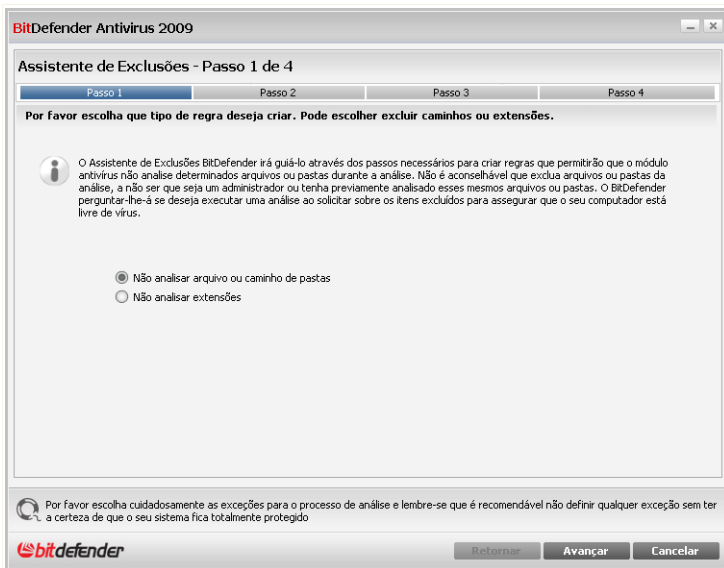 BitDefender Antivirus 2009
Assistente de Exclusões - Passo 1 de 4
Passo 1 Passo 2 Passo 3 Passo 4
Por favor escolha que tipo de regra deseja criar. Pode escolher excluir caminhos ou extensões.
O Assistente de Exclusões BitDefender irá guiá-lo através dos passos necessários para criar regras que permitirão que o módulo
antivírus não analise determinados arquivos ou pastas durante a análise. Não é aconselhável que exclua arquivos ou pastas da
análise, a não ser que seja um administrador ou tenha previamente analisado esses mesmos arquivos ou pastas. O BitDefender
perguntar-lhe-á se deseja executar uma análise ao solicitar sobre os itens excluídos para assegurar que o seu computador está
livre de vírus.
Não analisar arquivo ou caminho de pastas
Não analisar extensões
Por favor escolha cuidadosamente as exceções para o processo de análise e lembre-se que é recomendável não definir qualquer exceção sem ter
a certeza de que o seu sistema fica totalmente protegido
bitdefender
Retornar Avançar Cancelar